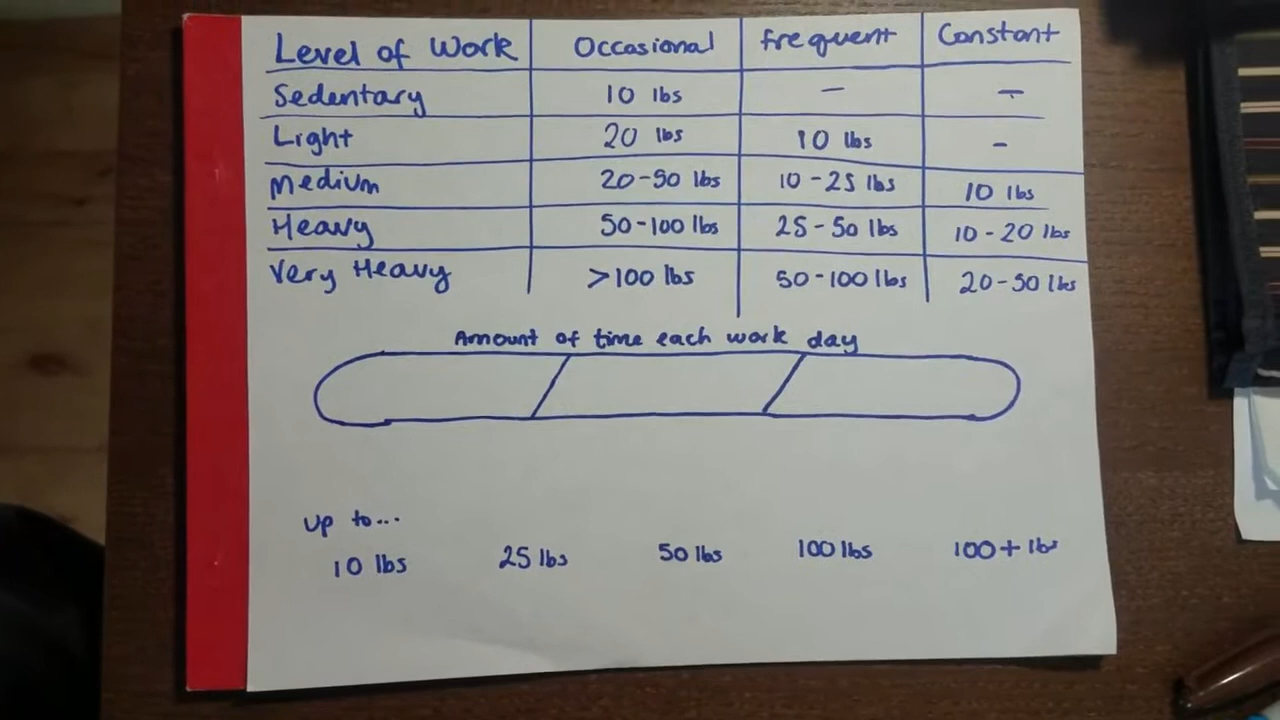 Level of Work Occasional frequent Constant
Sedentary 10 lbs — —
Light 20 lbs 10 lbs -
Medium 20-50 lbs 10-25 lbs 10 lbs
Heavy 50-100 lbs 25-50 lbs 10-20 lbs
Very Heavy >100 lbs 50-100 lbs 20-50 lbs
Amount of time each work day
up to...
10 lbs 25 lbs 50 lbs 100 lbs 100+ lbs